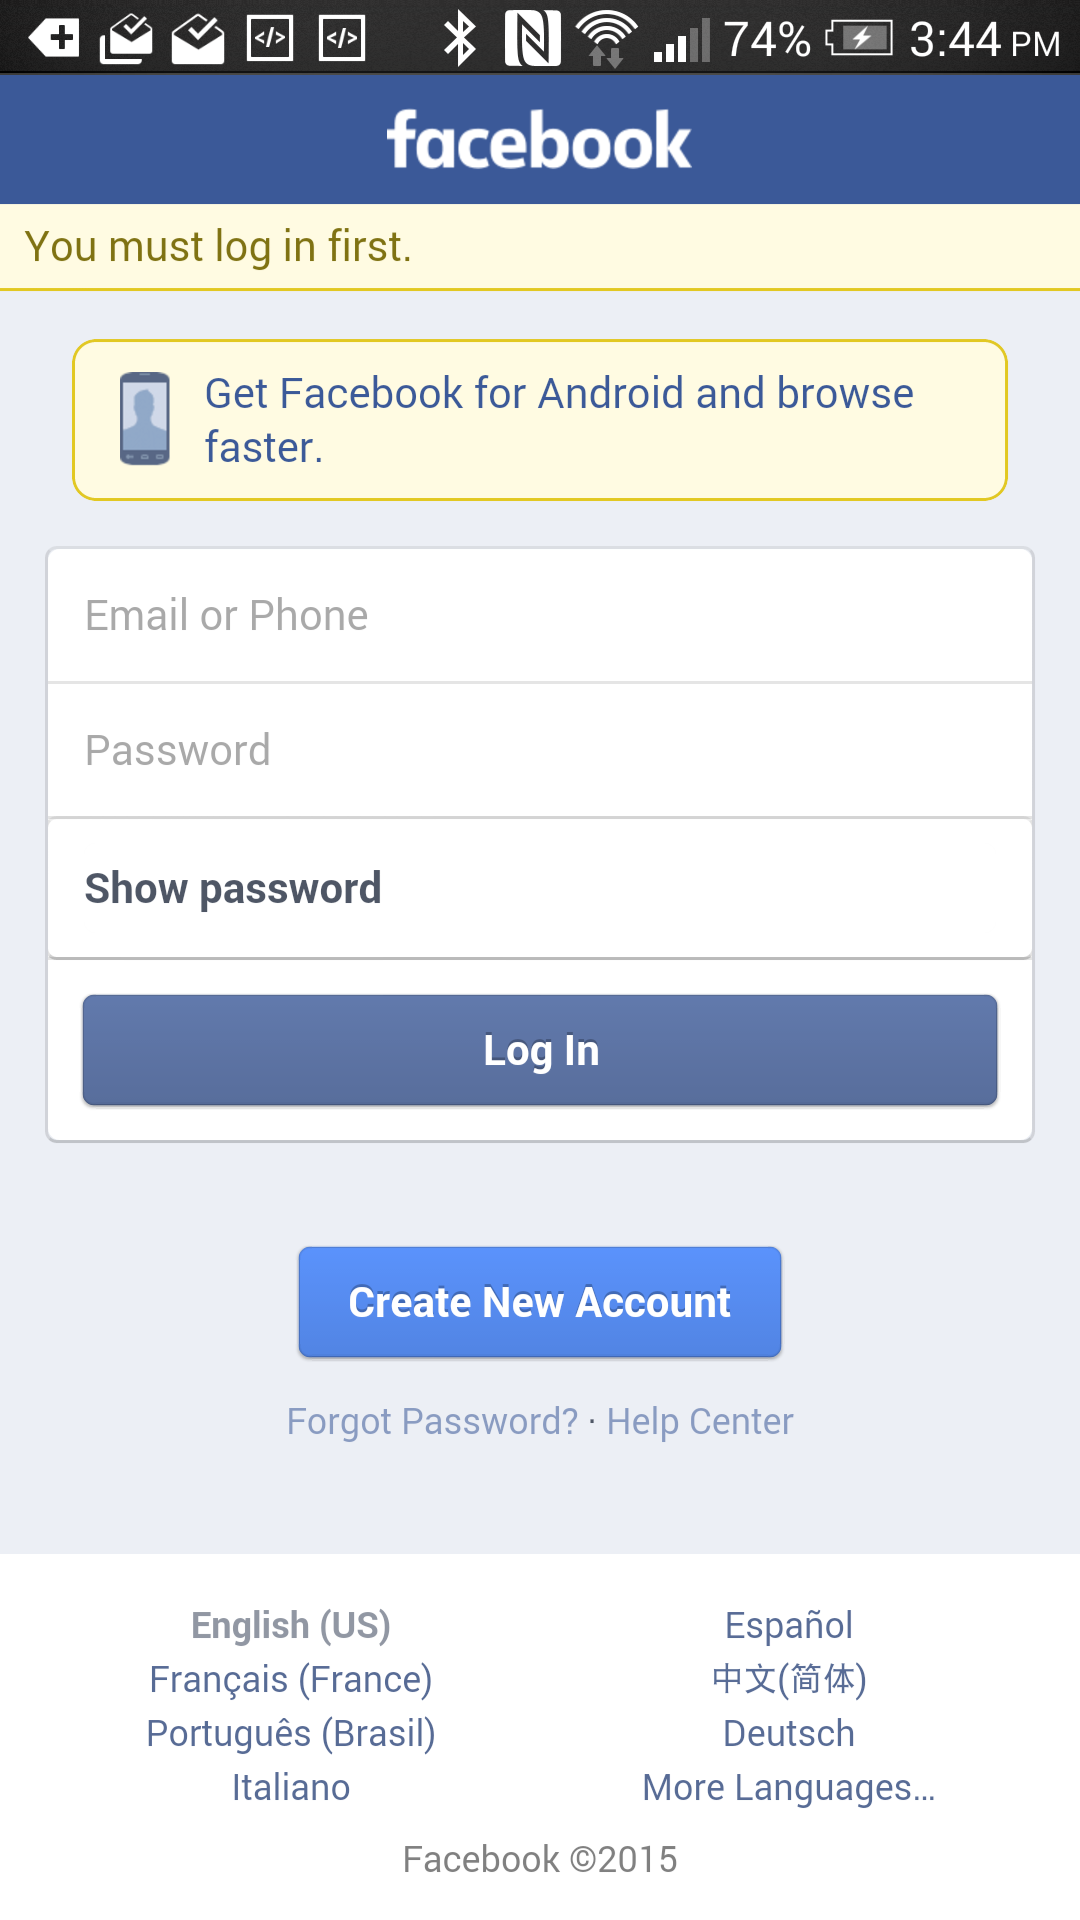 74% 3:44 PM
facebook
You must log in first.
Get Facebook for Android and browse
faster.
Email or Phone
Password
Show password
Log In
Create New Account
Forgot Password? · Help Center
English (US) Español
Français (France) 中文(简体)
Português (Brasil) Deutsch
Italiano More Languages...
Facebook ©2015